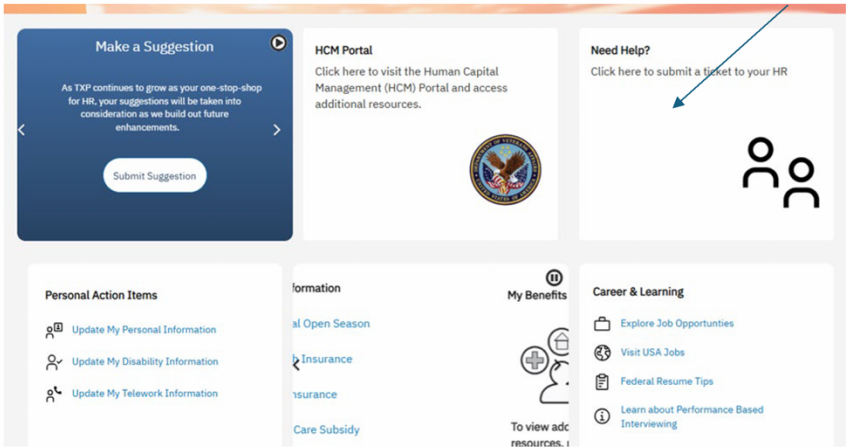 Make a Suggestion
As TXP continues to grow as your one-stop-shop
for HR, your suggestions will be taken into
consideration as we build out future
enhancements.
Submit Suggestion
HCM Portal
Click here to visit the Human Capital
Management (HCM) Portal and access
additional resources.
Need Help?
Click here to submit a ticket to your HR
Personal Action Items
Update My Personal Information
Update My Disability Information
Update My Telework Information
formation
al Open Season
Insurance
nsurance
Care Subsidy
My Benefits
To view add
resources,
Career & Learning
Explore Job Opportunties
Visit USA Jobs
Federal Resume Tips
Learn about Performance Based
Interviewing